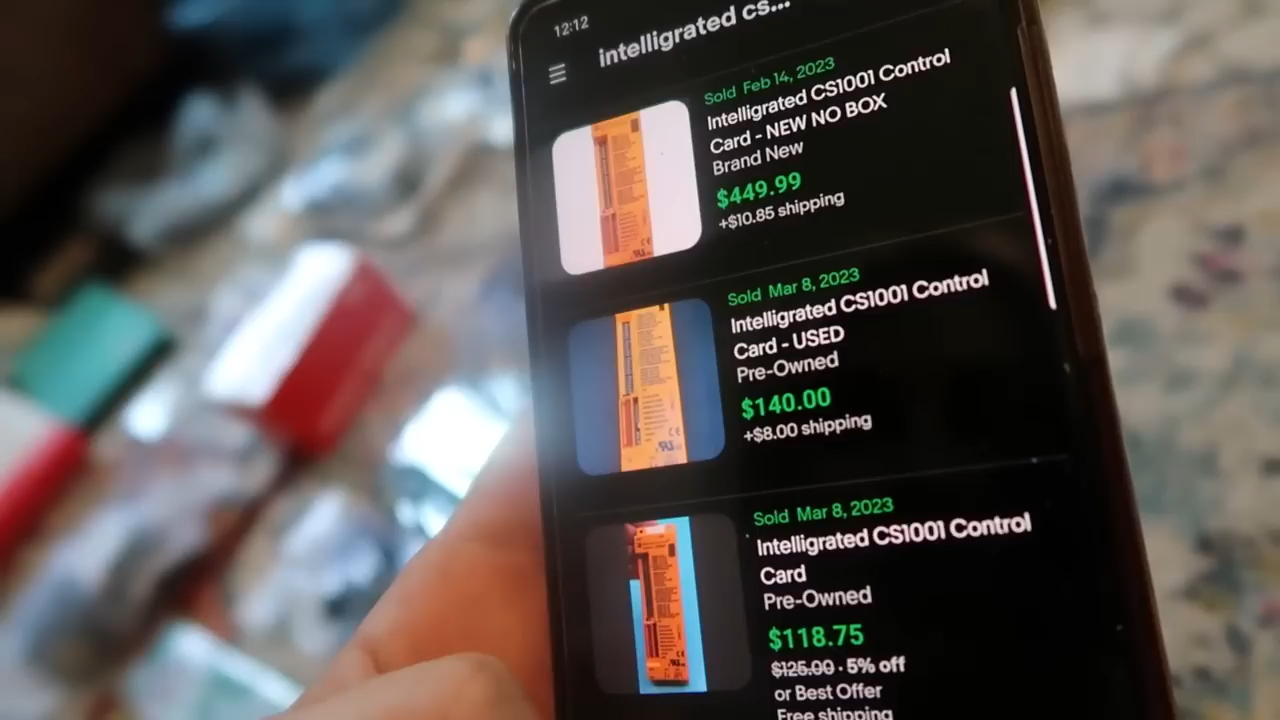 12:12
intelligrated cs...
Sold Feb 14, 2023
Intelligrated CS1001 Control
Card - NEW NO BOX
Brand New
$449.99
+$10.85 shipping
Sold Mar 8, 2023
Intelligrated CS1001 Control
Card - USED
Pre-Owned
$140.00
+$8.00 shipping
Sold Mar 8, 2023
Intelligrated CS1001 Control
Card
Pre-Owned
$118.75
$125.00 · 5% off
or Best Offer
Free shipping